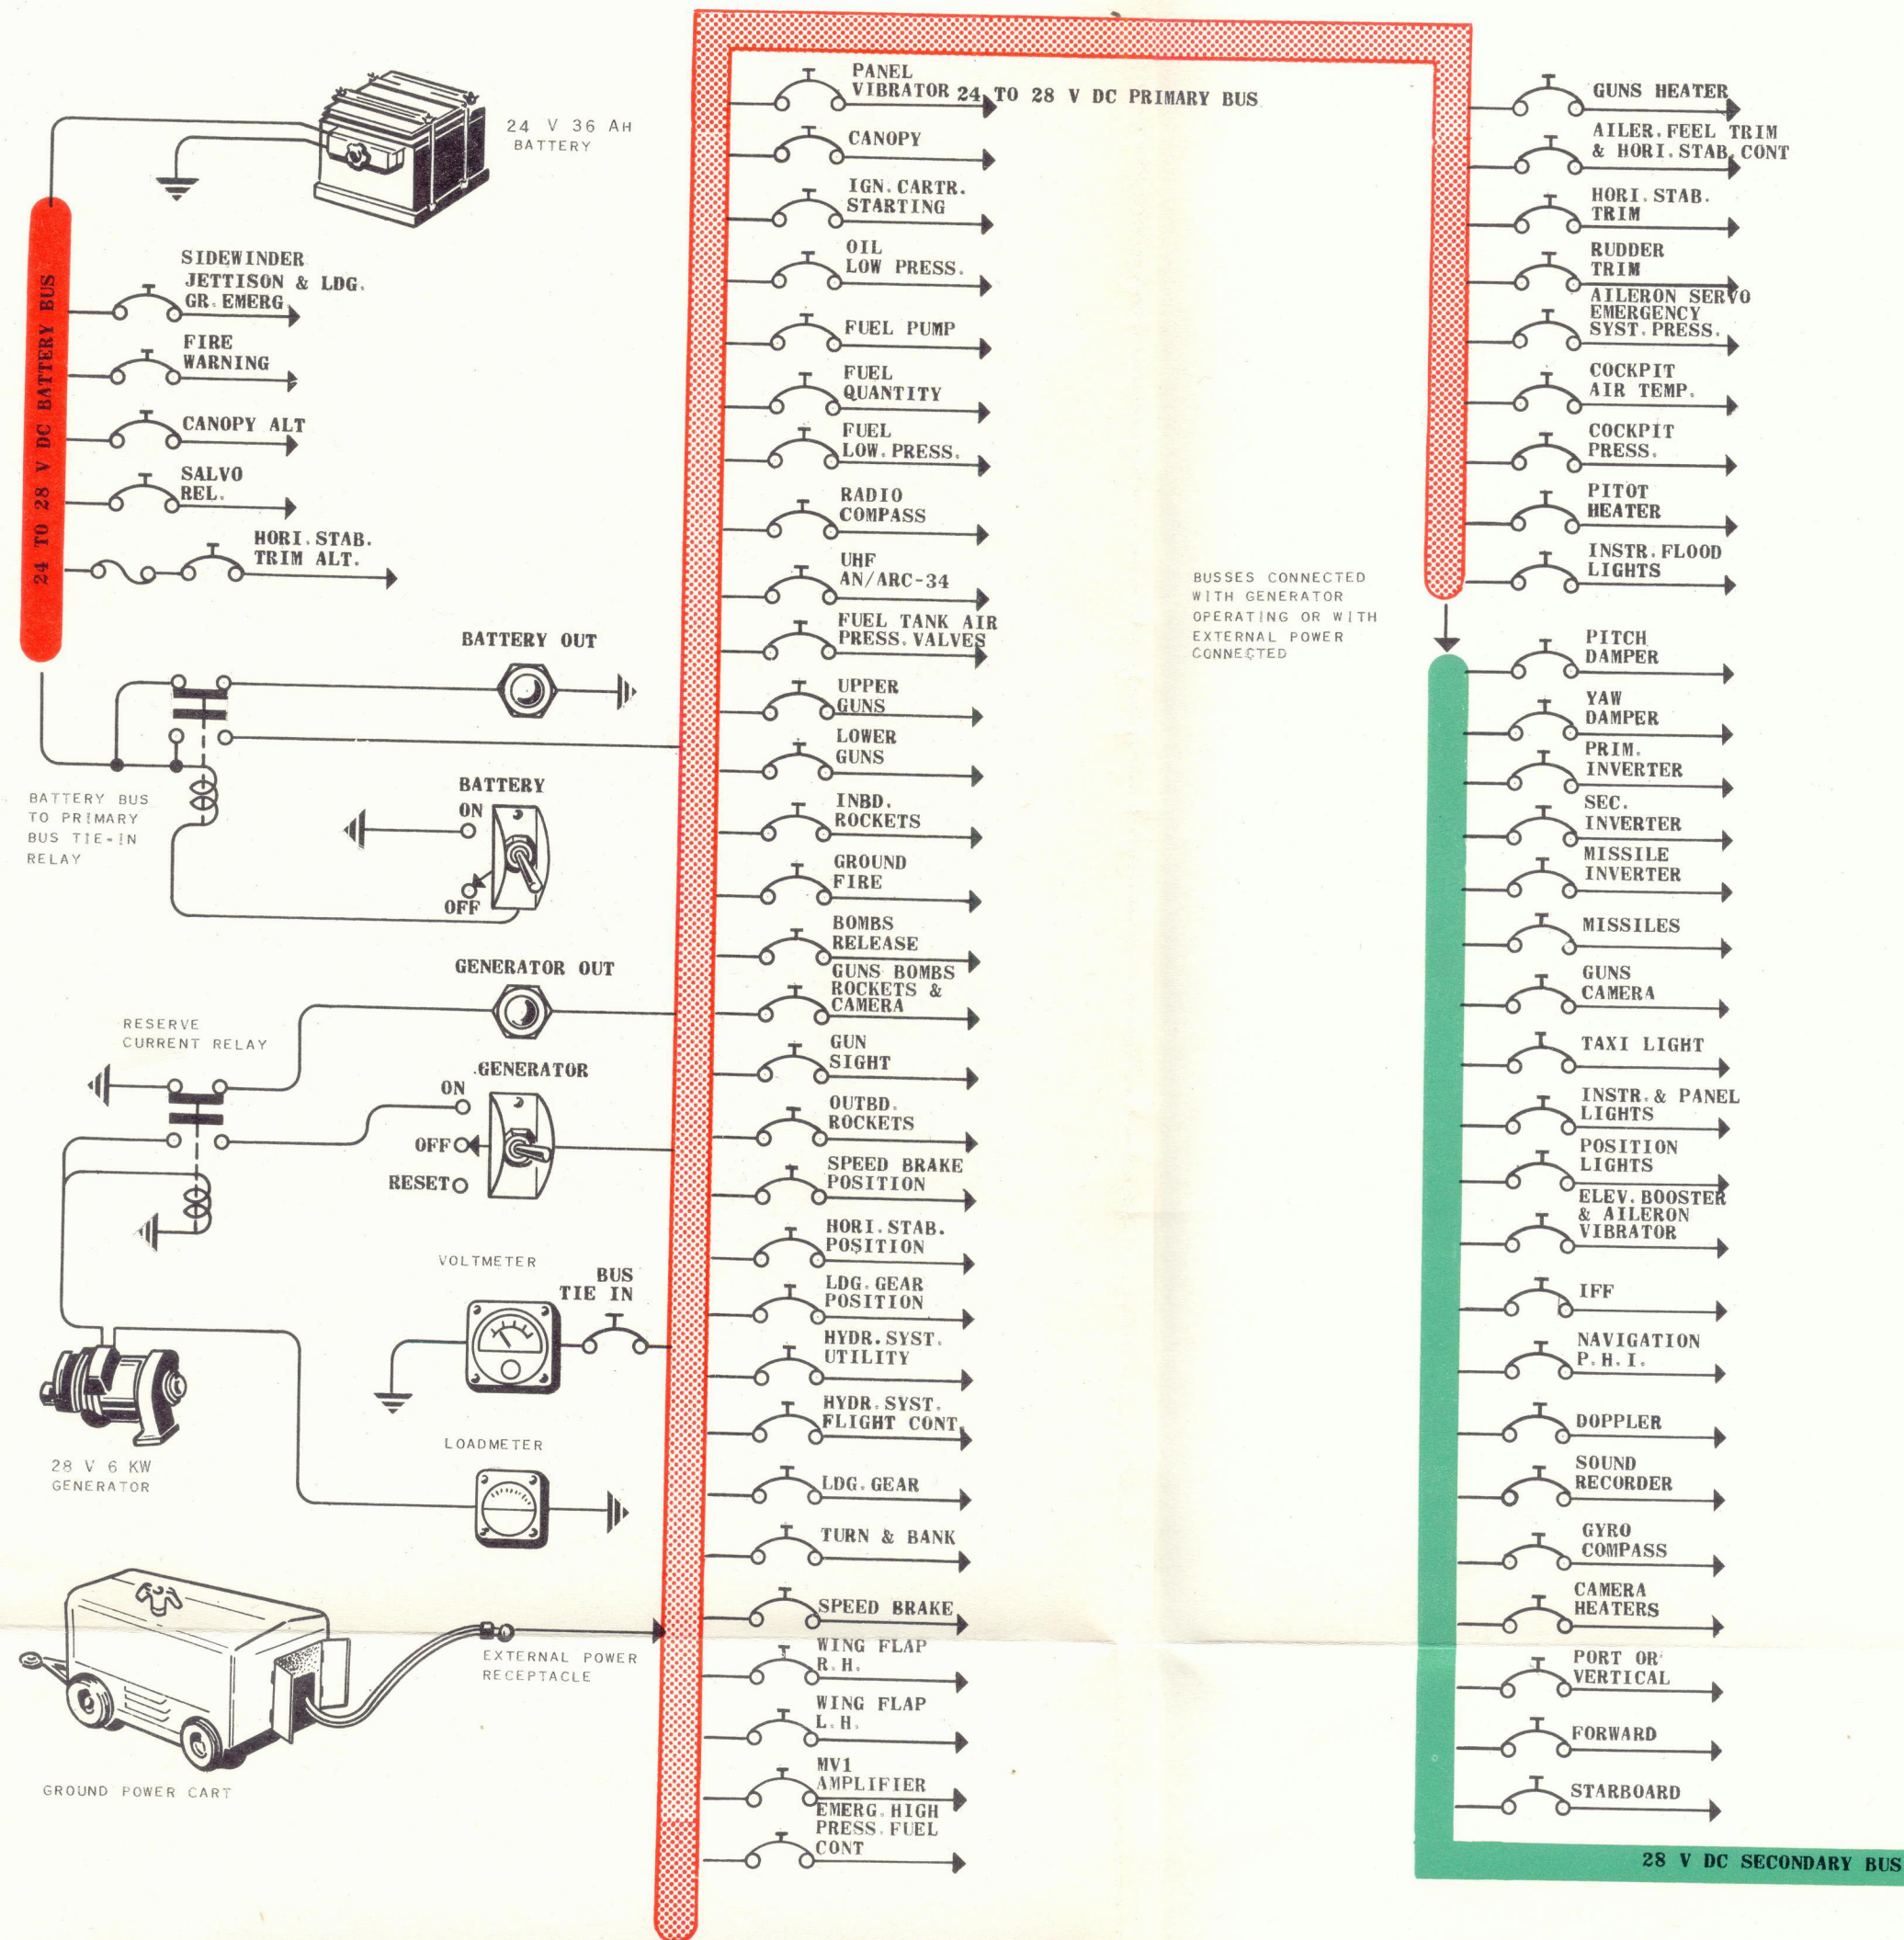 24 V 36 AH
BATTERY
24 TO 28 V DC BATTERY BUS
SIDEWINDER
JETTISON & LDG.
GR. EMERG
FIRE
WARNING
CANOPY ALT
SALVO
REL.
HORI. STAB.
TRIM ALT.
BATTERY OUT
BATTERY BUS
TO PRIMARY
BUS TIE-IN
RELAY
BATTERY
ON
OFF
GENERATOR OUT
RESERVE
CURRENT RELAY
.GENERATOR
ON
OFF
RESET
VOLTMETER
BUS
TIE IN
28 V 6 KW
GENERATOR
LOADMETER
EXTERNAL POWER
RECEPTACLE
GROUND POWER CART
PANEL
VIBRATOR
24 TO 28 V DC PRIMARY BUS
CANOPY
IGN. CARTR.
STARTING
OIL
LOW PRESS.
FUEL PUMP
FUEL
QUANTITY
FUEL
LOW. PRESS.
RADIO
COMPASS
UHF
AN/ARC-34
FUEL TANK AIR
PRESS. VALVES
UPPER
GUNS
LOWER
GUNS
INBD.
ROCKETS
GROUND
FIRE
BOMBS
RELEASE
GUNS BOMBS
ROCKETS &
CAMERA
GUN
SIGHT
OUTBD.
ROCKETS
SPEED BRAKE
POSITION
HORI. STAB.
POSITION
LDG. GEAR
POSITION
HYDR. SYST.
UTILITY
HYDR. SYST.
FLIGHT CONT.
LDG. GEAR
TURN & BANK
SPEED BRAKE
WING FLAP
R. H.
WING FLAP
L. H.
MV1
AMPLIFIER
EMERG. HIGH
PRESS. FUEL
CONT
BUSSES CONNECTED
WITH GENERATOR
OPERATING OR WITH
EXTERNAL POWER
CONNECTED
GUNS HEATER
AILER. FEEL TRIM
& HORI. STAB. CONT
HORI. STAB.
TRIM
RUDDER
TRIM
AILERON SERVO
EMERGENCY
SYST. PRESS.
COCKPIT
AIR TEMP.
COCKPIT
PRESS.
PITOT
HEATER
INSTR. FLOOD
LIGHTS
PITCH
DAMPER
YAW
DAMPER
PRIM.
INVERTER
SEC.
INVERTER
MISSILE
INVERTER
MISSILES
GUNS
CAMERA
TAXI LIGHT
INSTR. & PANEL
LIGHTS
POSITION
LIGHTS
ELEV. BOOSTER
& AILERON
VIBRATOR
IFF
NAVIGATION
P. H. I.
DOPPLER
SOUND
RECORDER
GYRO
COMPASS
CAMERA
HEATERS
PORT OR
VERTICAL
FORWARD
STARBOARD
28 V DC SECONDARY BUS